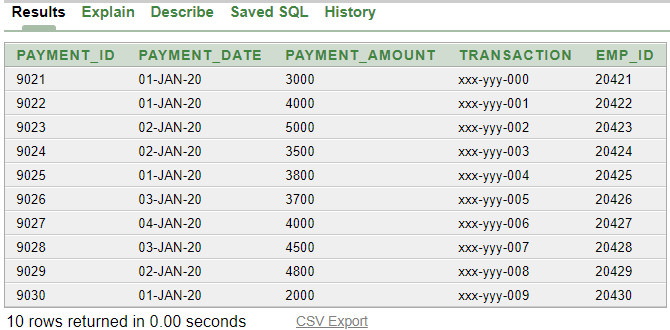 Results Explain Describe Saved SQL History
PAYMENT_ID PAYMENT_DATE PAYMENT_AMOUNT TRANSACTION EMP_ID
9021 01-JAN-20 3000 xxx-yyy-000 20421
9022 01-JAN-20 4000 xxx-yyy-001 20422
9023 02-JAN-20 5000 xxx-yyy-002 20423
9024 02-JAN-20 3500 xxx-yyy-003 20424
9025 01-JAN-20 3800 xxx-yyy-004 20425
9026 03-JAN-20 3700 xxx-yyy-005 20426
9027 04-JAN-20 4000 xxx-yyy-006 20427
9028 03-JAN-20 4500 xxx-yyy-007 20428
9029 02-JAN-20 4800 xxx-yyy-008 20429
9030 01-JAN-20 2000 xxx-yyy-009 20430
10 rows returned in 0.00 seconds CSV Export